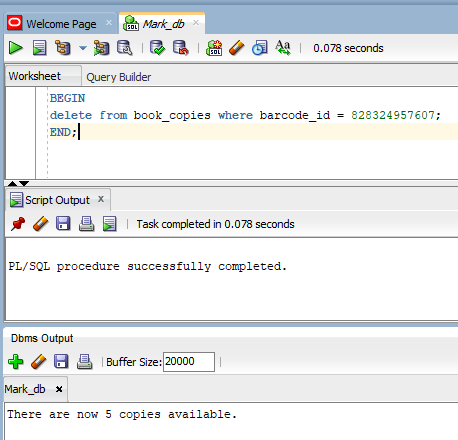 Welcome Page
Mark_db
0.078 seconds
Worksheet
Query Builder
BEGIN
delete from book_copies where barcode_id = 828324957607;
END;
Script Output
Task completed in 0.078 seconds
PL/SQL procedure successfully completed.
Dbms Output
Buffer Size: 20000
Mark_db
There are now 5 copies available.